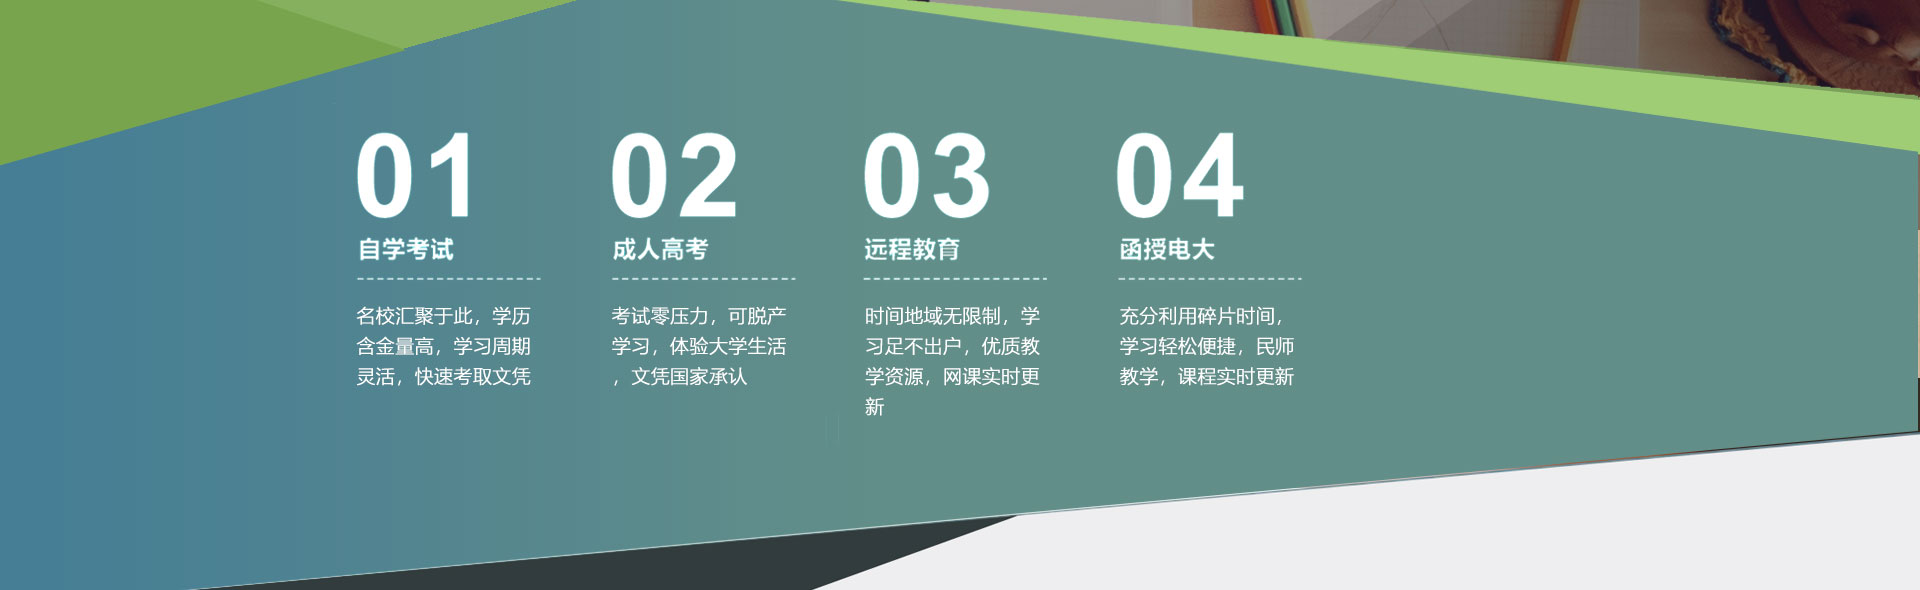 01
自学考试
名校汇聚于此，学历
含金量高，学习周期
灵活，快速考取文凭
02
成人高考
考试零压力，可脱产
学习，体验大学生活
，文凭国家承认
03
远程教育
时间地域无限制，学
习足不出户，优质教
学资源，网课实时更
新
04
函授电大
充分利用碎片时间，
学习轻松便捷，民师
教学，课程实时更新